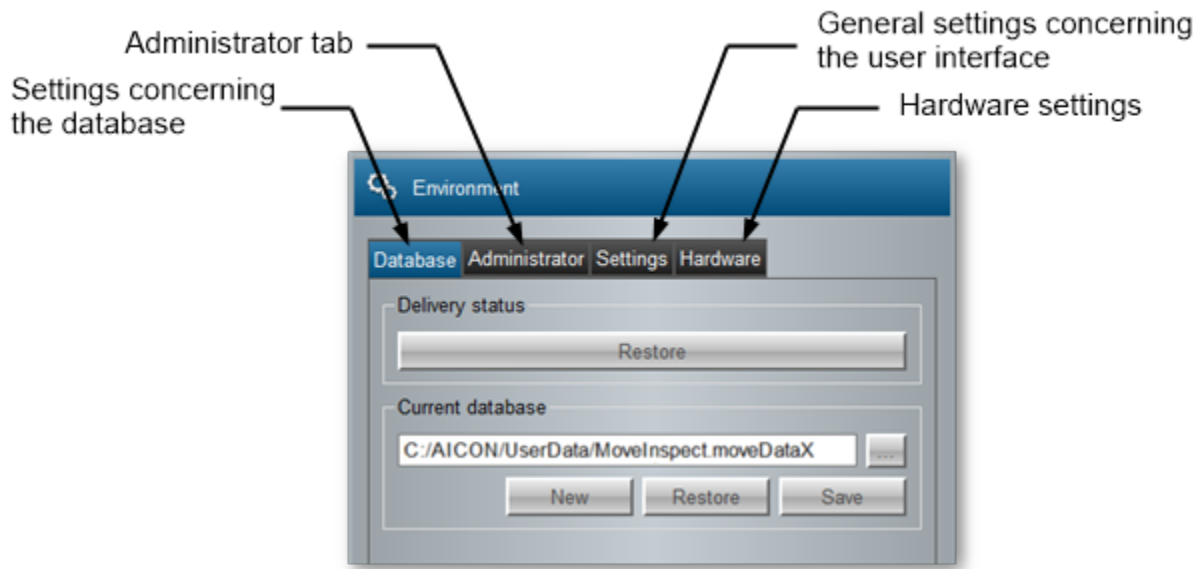 General settings concerning
the user interface
Administrator tab
Settings concerning
the database
Hardware settings
Environment
Database Administrator Settings Hardware
Delivery status
Restore
Current database
C:/AICON/UserData/MoveInspect.moveDataX ...
New Restore Save